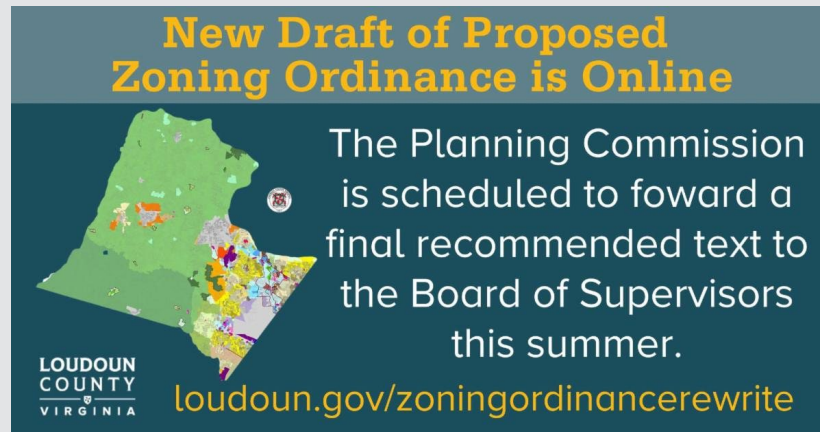 New Draft of Proposed
Zoning Ordinance is Online
The Planning Commission
is scheduled to foward a
final recommended text to
the Board of Supervisors
this summer.
LOUDOUN
COUNTY
VIRGINIA
loudoun.gov/zoningordinancerewrite